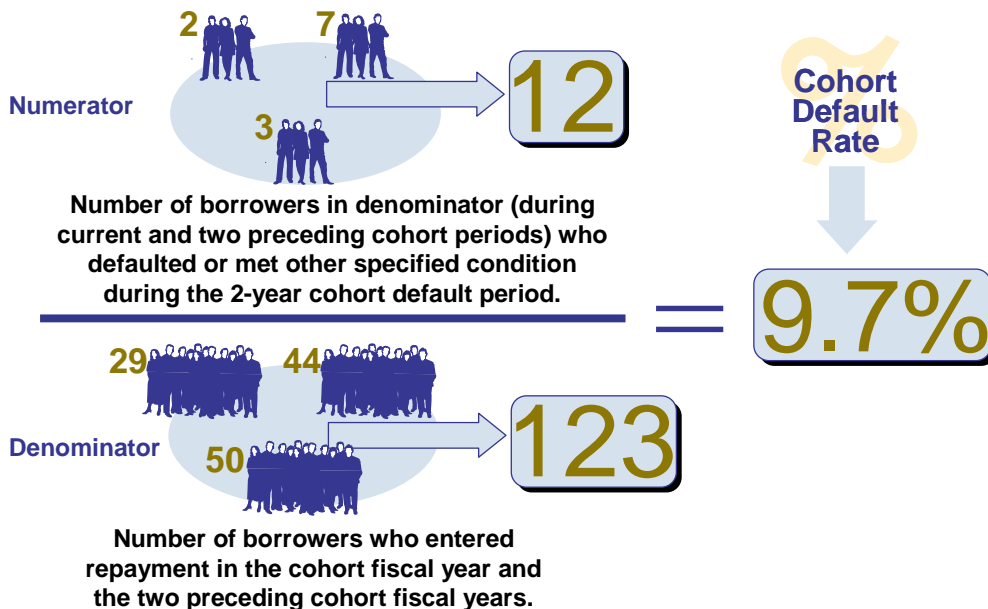 2
7
Numerator
12
3
Number of borrowers in denominator (during
current and two preceding cohort periods) who
defaulted or met other specified condition
during the 2-year cohort default period.
%
Cohort
Default
Rate
9.7%
29
44
Denominator
123
50
Number of borrowers who entered
repayment in the cohort fiscal year and
the two preceding cohort fiscal years.